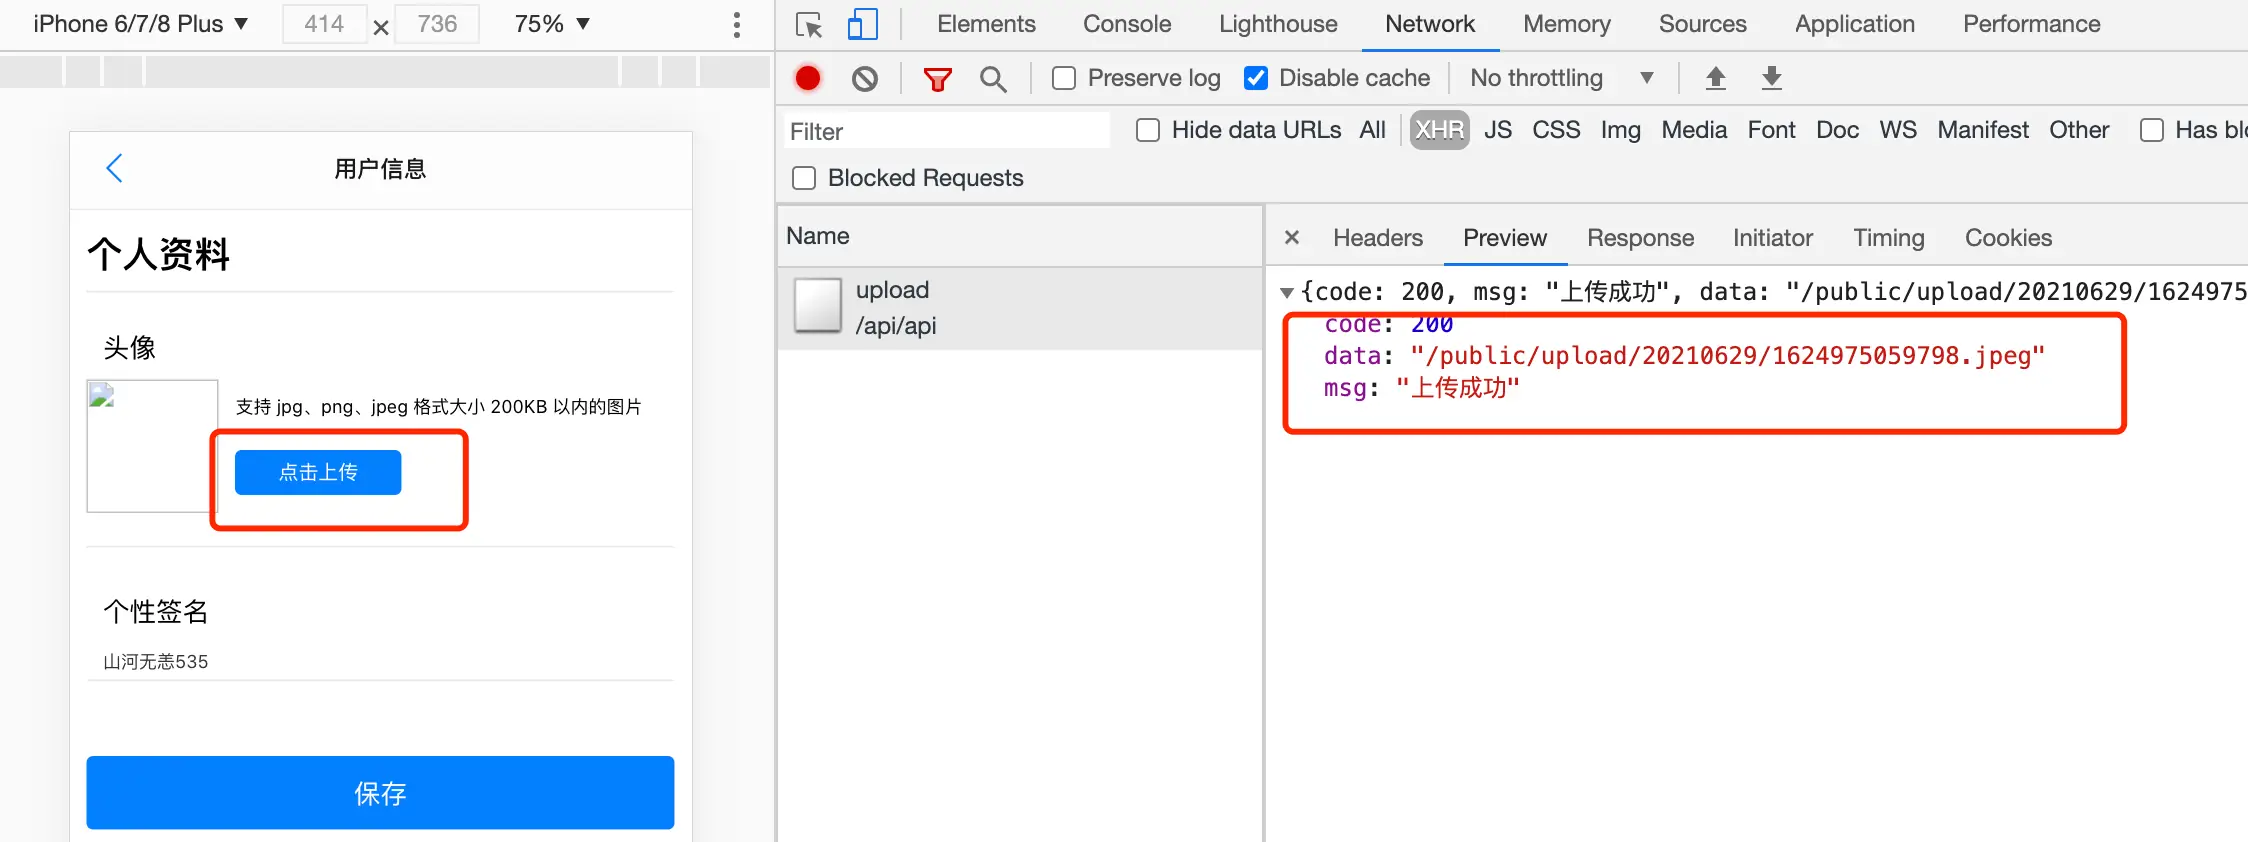 iPhone 6/7/8 Plus ▼ 414 × 736 75% ▼
Elements Console Lighthouse Network Memory Sources Application Performance
Preserve log Disable cache No throttling ▼
Filter Hide data URLs All XHR JS CSS Img Media Font Doc WS Manifest Other Has blo
Blocked Requests
用户信息
个人资料
头像
支持 jpg、png、jpeg 格式大小 200KB 以内的图片
点击上传
个性签名
山河无恙535
保存
Name
upload
/api/api
× Headers Preview Response Initiator Timing Cookies
▼{code: 200, msg: "上传成功", data: "/public/upload/20210629/1624975
code: 200
data: "/public/upload/20210629/1624975059798.jpeg"
msg: "上传成功"